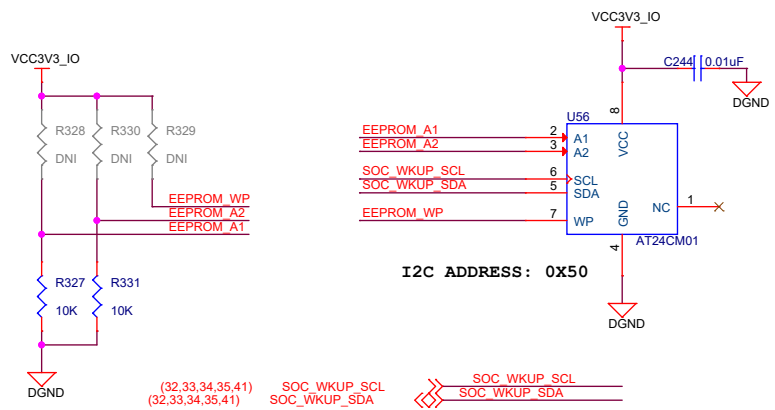 VCC3V3_IO
VCC3V3_IO
C244 0.01uF
DGND
U56
8
R328 R330 R329
DNI DNI DNI
EEPROM_A1 2 A1
EEPROM_A2 3 A2
VCC
SOC_WKUP_SCL 6 SCL
SOC_WKUP_SDA 5 SDA
EEPROM_WP
EEPROM_A2
EEPROM_A1
EEPROM_WP 7 WP
GND
NC 1
4
AT24CM01
I2C ADDRESS: 0X50
R327 R331
10K 10K
DGND
DGND
(32,33,34,35,41) SOC_WKUP_SCL SOC_WKUP_SCL
(32,33,34,35,41) SOC_WKUP_SDA SOC_WKUP_SDA